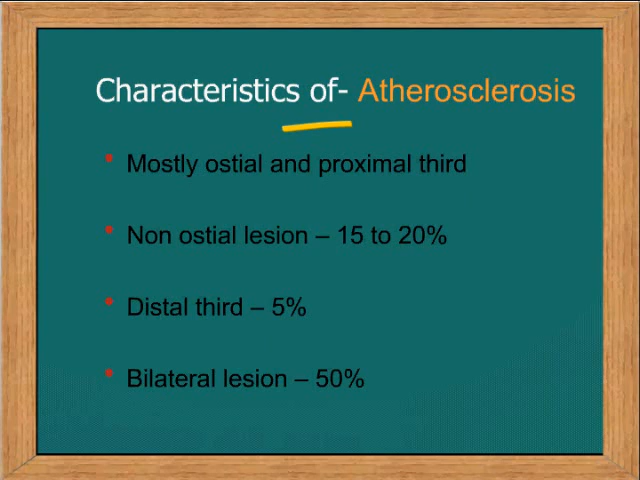 Characteristics of- Atherosclerosis
• Mostly ostial and proximal third
• Non ostial lesion – 15 to 20%
• Distal third – 5%
• Bilateral lesion – 50%